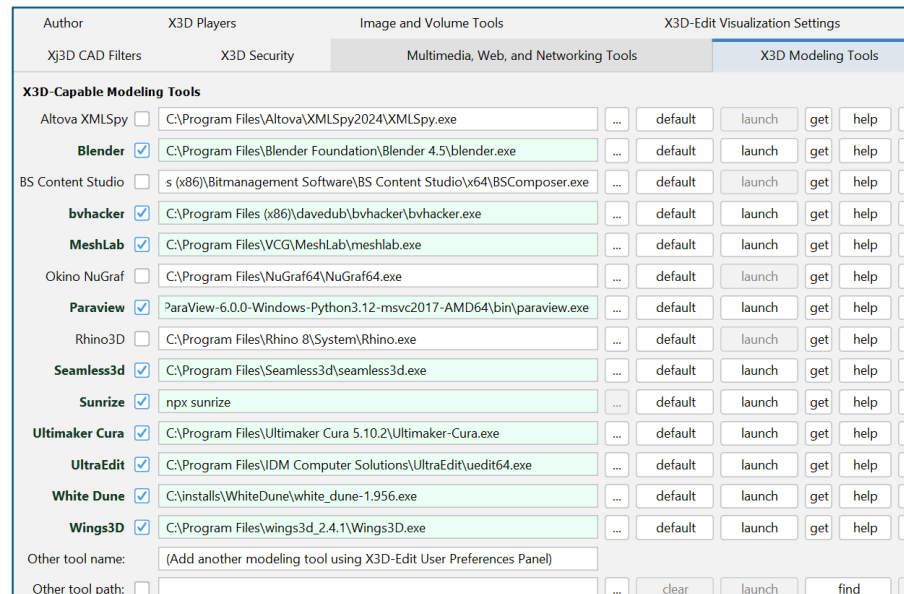 Author X3D Players Image and Volume Tools X3D-Edit Visualization Settings
Xj3D CAD Filters X3D Security Multimedia, Web, and Networking Tools X3D Modeling Tools
X3D-Capable Modeling Tools
Altova XMLSpy C:\Program Files\Altova\XMLSpy2024\XMLSpy.exe ... default launch get help
Blender C:\Program Files\Blender Foundation\Blender 4.5\blender.exe ... default launch get help
BS Content Studio s (x86)\Bitmanagement Software\BS Content Studio\x64\BSComposer.exe ... default launch get help
bvhacker C:\Program Files (x86)\davedub\bvhacker\bvhacker.exe ... default launch get help
MeshLab C:\Program Files\VCG\MeshLab\meshlab.exe ... default launch get help
Okino NuGraf C:\Program Files\NuGraf64\NuGraf64.exe ... default launch get help
Paraview ParaView-6.0.0-Windows-Python3.12-msvc2017-AMD64\bin\paraview.exe ... default launch get help
Rhino3D C:\Program Files\Rhino 8\System\Rhino.exe ... default launch get help
Seamless3d C:\Program Files\Seamless3d\seamless3d.exe ... default launch get help
Sunrize npx sunrize ... default launch get help
Ultimaker Cura C:\Program Files\Ultimaker Cura 5.10.2\Ultimaker-Cura.exe ... default launch get help
UltraEdit C:\Program Files\IDM Computer Solutions\UltraEdit\uedit64.exe ... default launch get help
White Dune C:\installs\WhiteDune\white_dune-1.956.exe ... default launch get help
Wings3D C:\Program Files\wings3d_2.4.1\Wings3D.exe ... default launch get help
Other tool name: (Add another modeling tool using X3D-Edit User Preferences Panel)
Other tool path: ... clear launch find